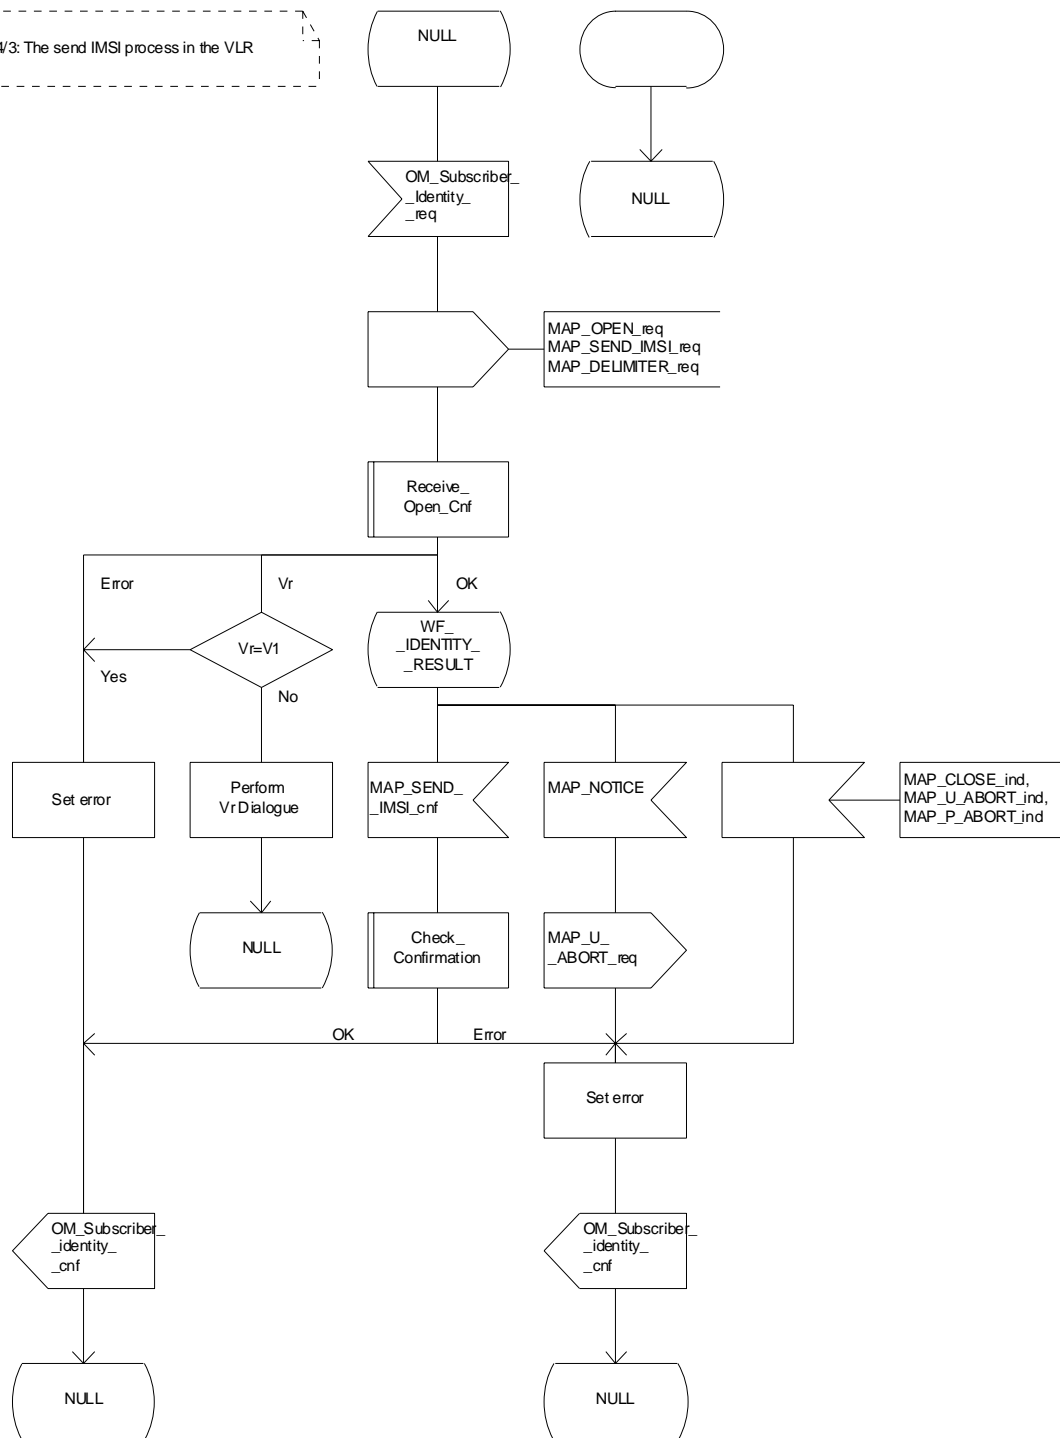 4/3: The send IMSI process in the VLR
NULL
OM_Subscriber_
_Identity_
_req
NULL
MAP_OPEN_req
MAP_SEND_IMSI_req
MAP_DELIMITER_req
Receive_
Open_Cnf
Error
Vr
OK
Vr=V1
WF_
_IDENTITY_
_RESULT
Yes
No
Set error
Perform
Vr Dialogue
MAP_SEND_
_IMSI_cnf
MAP_NOTICE
MAP_CLOSE_ind,
MAP_U_ABORT_ind,
MAP_P_ABORT_ind
NULL
Check_
Confirmation
MAP_U_
_ABORT_req
OK
Error
Set error
OM_Subscriber_
_identity_
_cnf
OM_Subscriber_
_identity_
_cnf
NULL
NULL